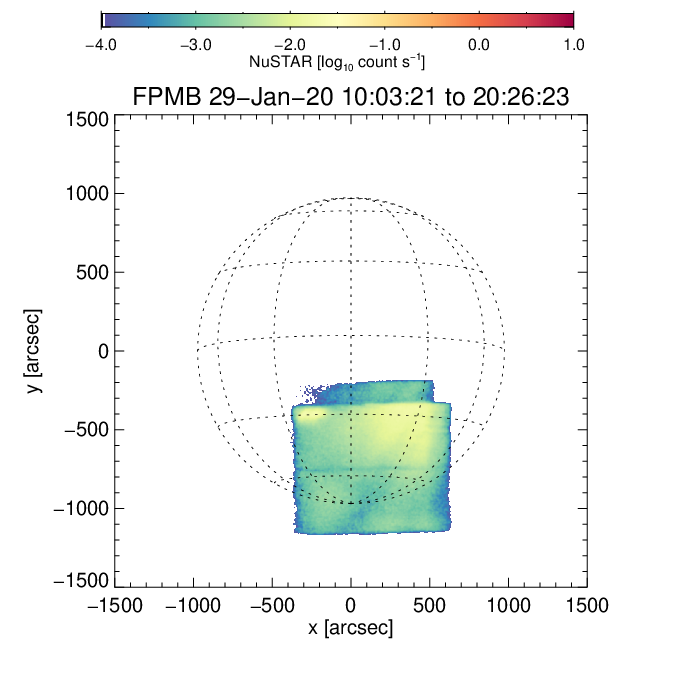 −4.0 −3.0 −2.0 −1.0 0.0 1.0
NuSTAR [log₁₀ count s⁻¹]
FPMB 29−Jan−20 10:03:21 to 20:26:23
1500
1000
500
0
−500
−1000
−1500
y [arcsec]
−1500 −1000 −500 0 500 1000 1500
x [arcsec]